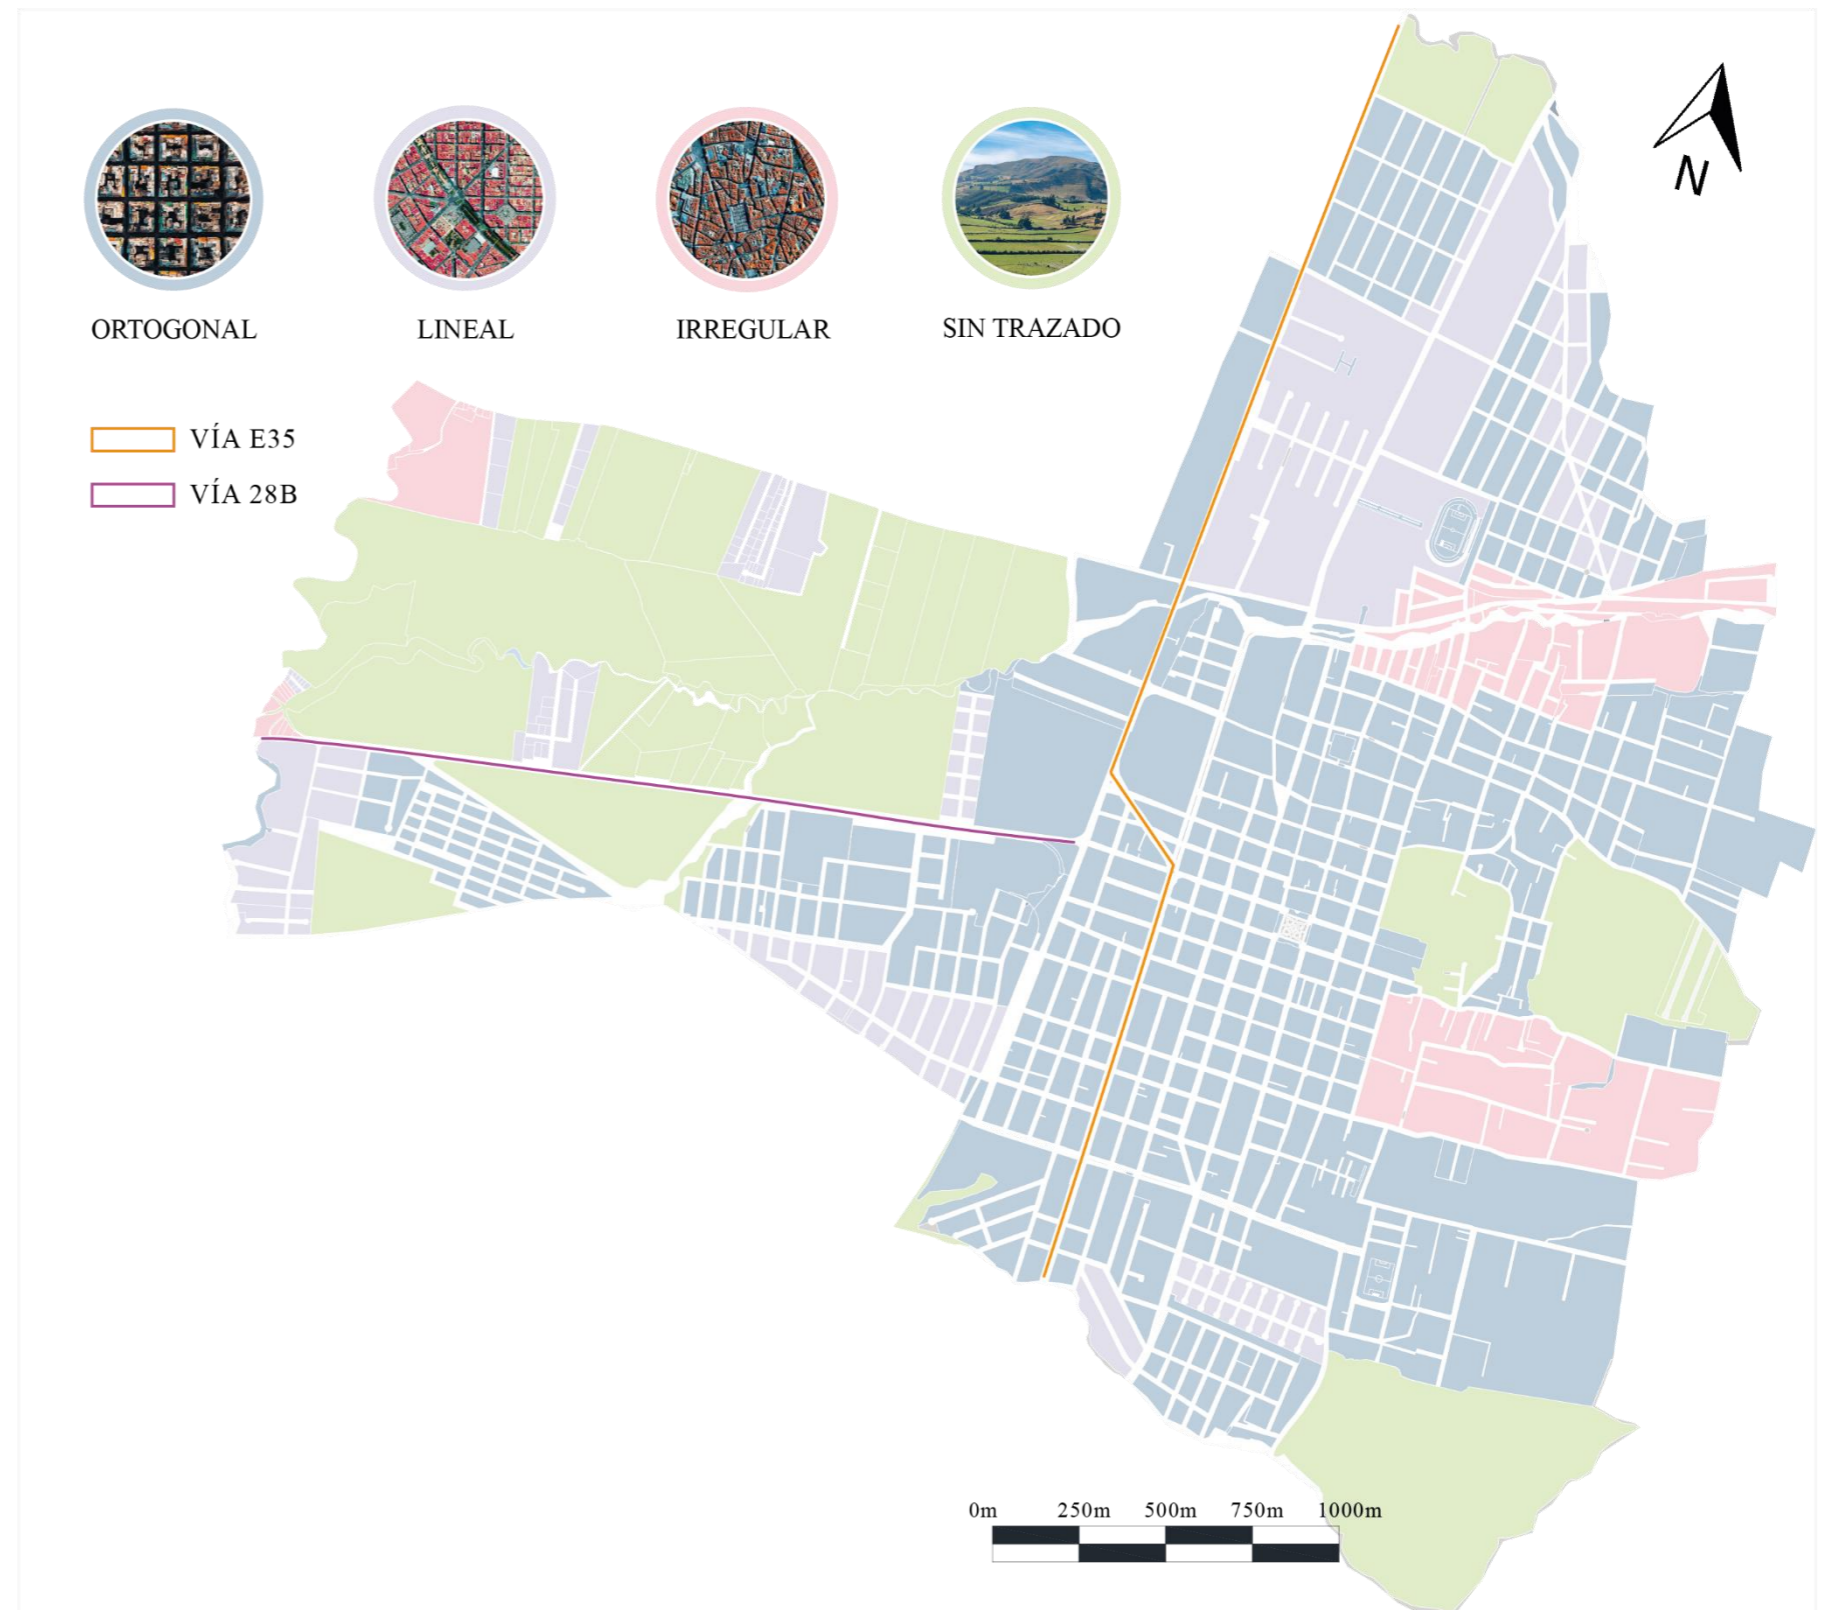 N
ORTOGONAL
LINEAL
IRREGULAR
SIN TRAZADO
VÍA E35
VÍA 28B
0m 250m 500m 750m 1000m